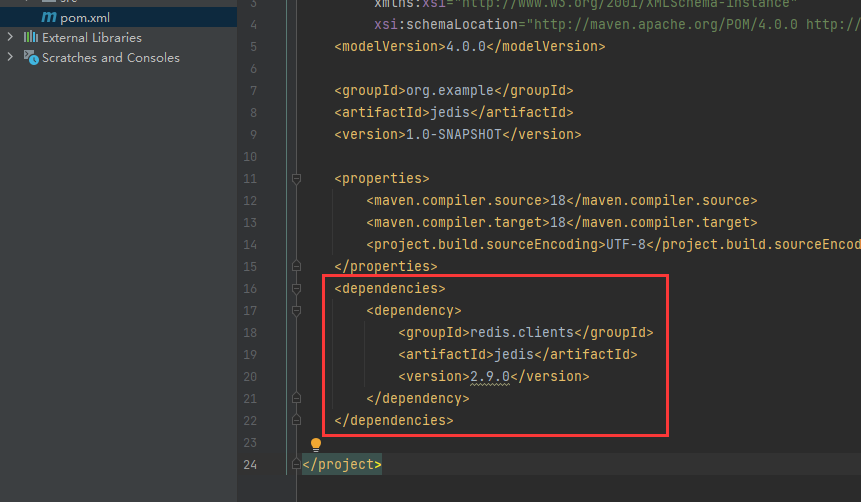 src
pom.xml
External Libraries
Scratches and Consoles
3 xmlns:xsi="http://www.w3.org/2001/XMLSchema-instance"
4 xsi:schemaLocation="http://maven.apache.org/POM/4.0.0 http://
5 <modelVersion>4.0.0</modelVersion>
6
7 <groupId>org.example</groupId>
8 <artifactId>jedis</artifactId>
9 <version>1.0-SNAPSHOT</version>
10
11 <properties>
12 <maven.compiler.source>18</maven.compiler.source>
13 <maven.compiler.target>18</maven.compiler.target>
14 <project.build.sourceEncoding>UTF-8</project.build.sourceEncod
15 </properties>
16 <dependencies>
17 <dependency>
18 <groupId>redis.clients</groupId>
19 <artifactId>jedis</artifactId>
20 <version>2.9.0</version>
21 </dependency>
22 </dependencies>
23
24 </project>